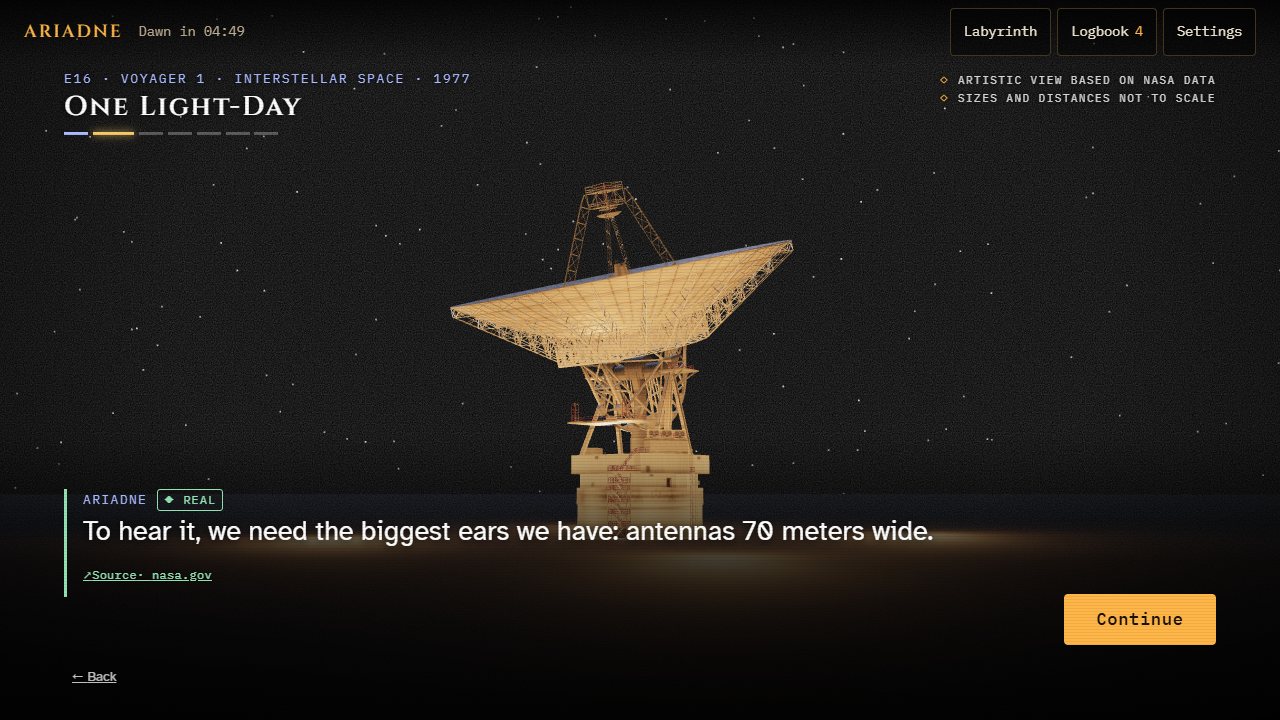 ARIADNE Dawn in 04:49 Labyrinth Logbook 4 Settings
E16 · VOYAGER 1 · INTERSTELLAR SPACE · 1977
One Light-Day
◇ ARTISTIC VIEW BASED ON NASA DATA
◇ SIZES AND DISTANCES NOT TO SCALE
ARIADNE ◆ REAL
To hear it, we need the biggest ears we have: antennas 70 meters wide.
↗Source· nasa.gov
Continue
← Back